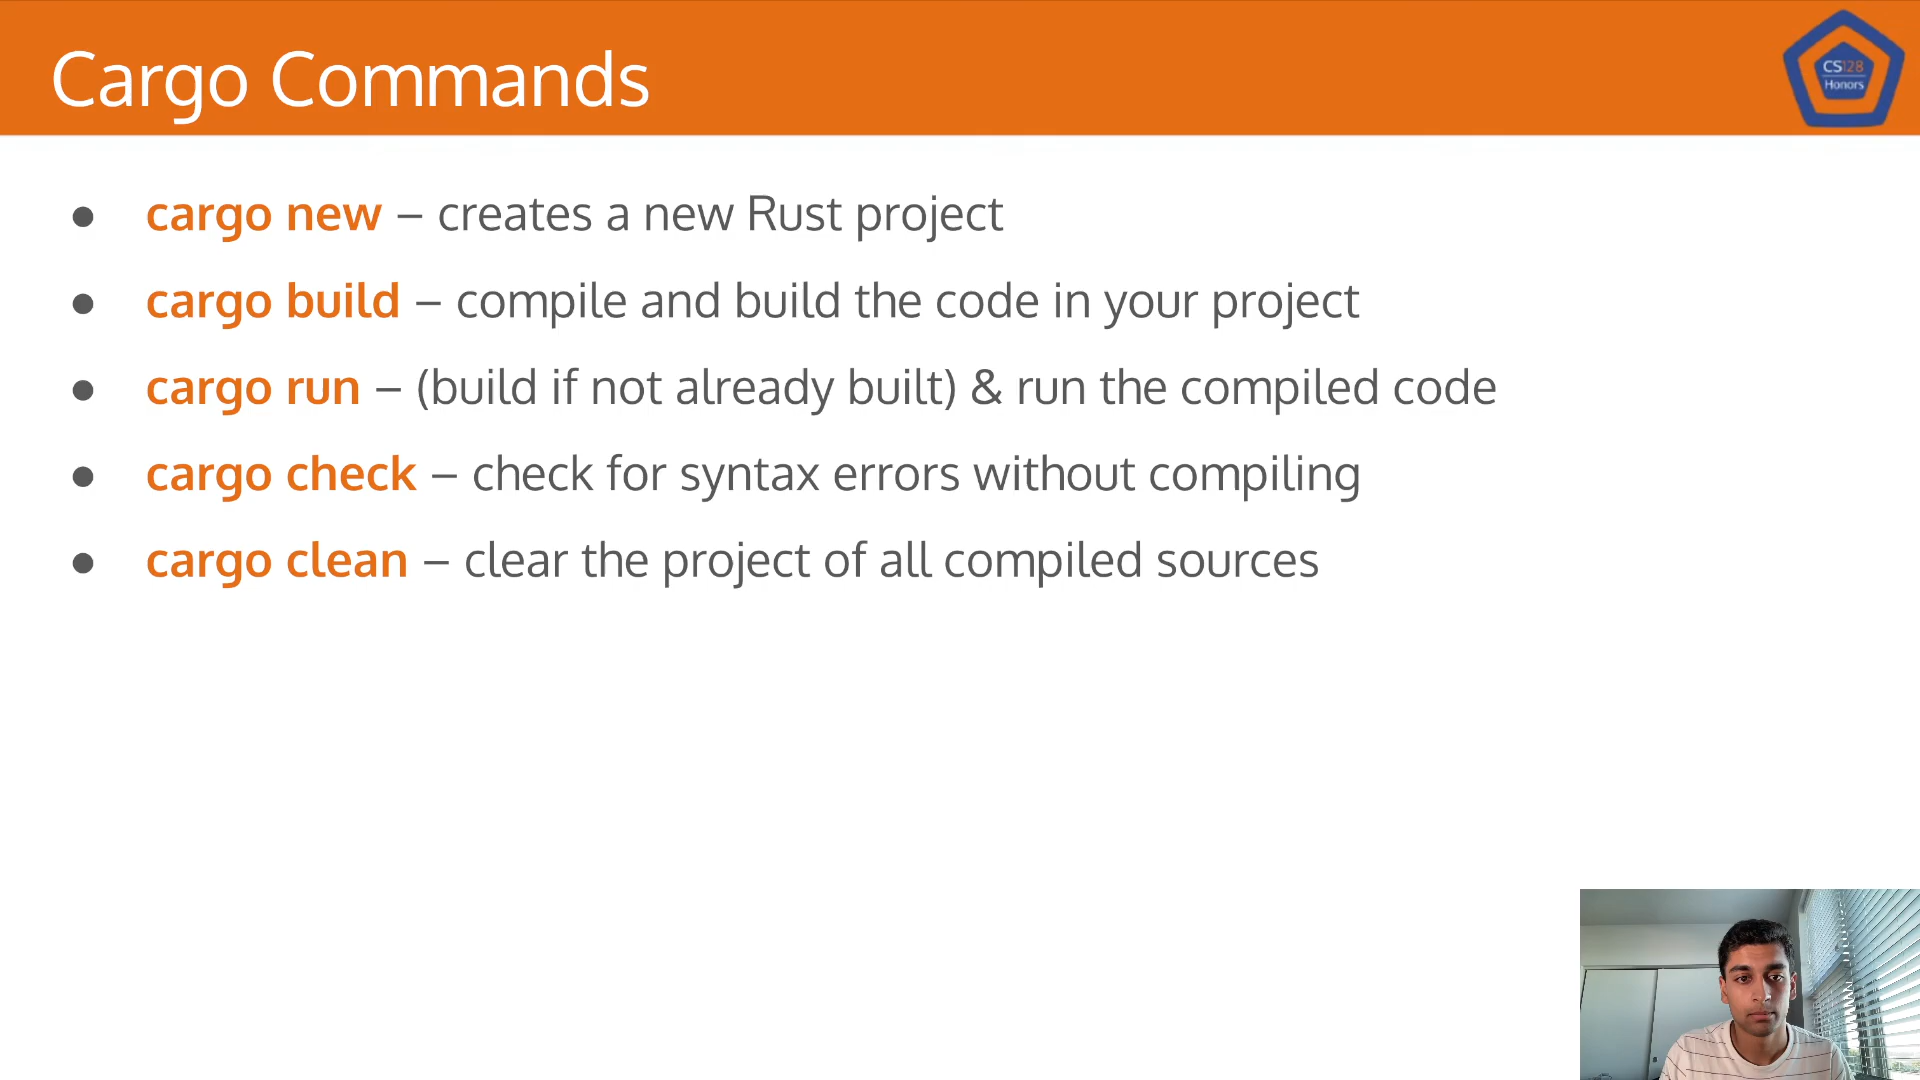 Cargo Commands
CS128
Honors
● cargo new – creates a new Rust project
● cargo build – compile and build the code in your project
● cargo run – (build if not already built) & run the compiled code
● cargo check – check for syntax errors without compiling
● cargo clean – clear the project of all compiled sources